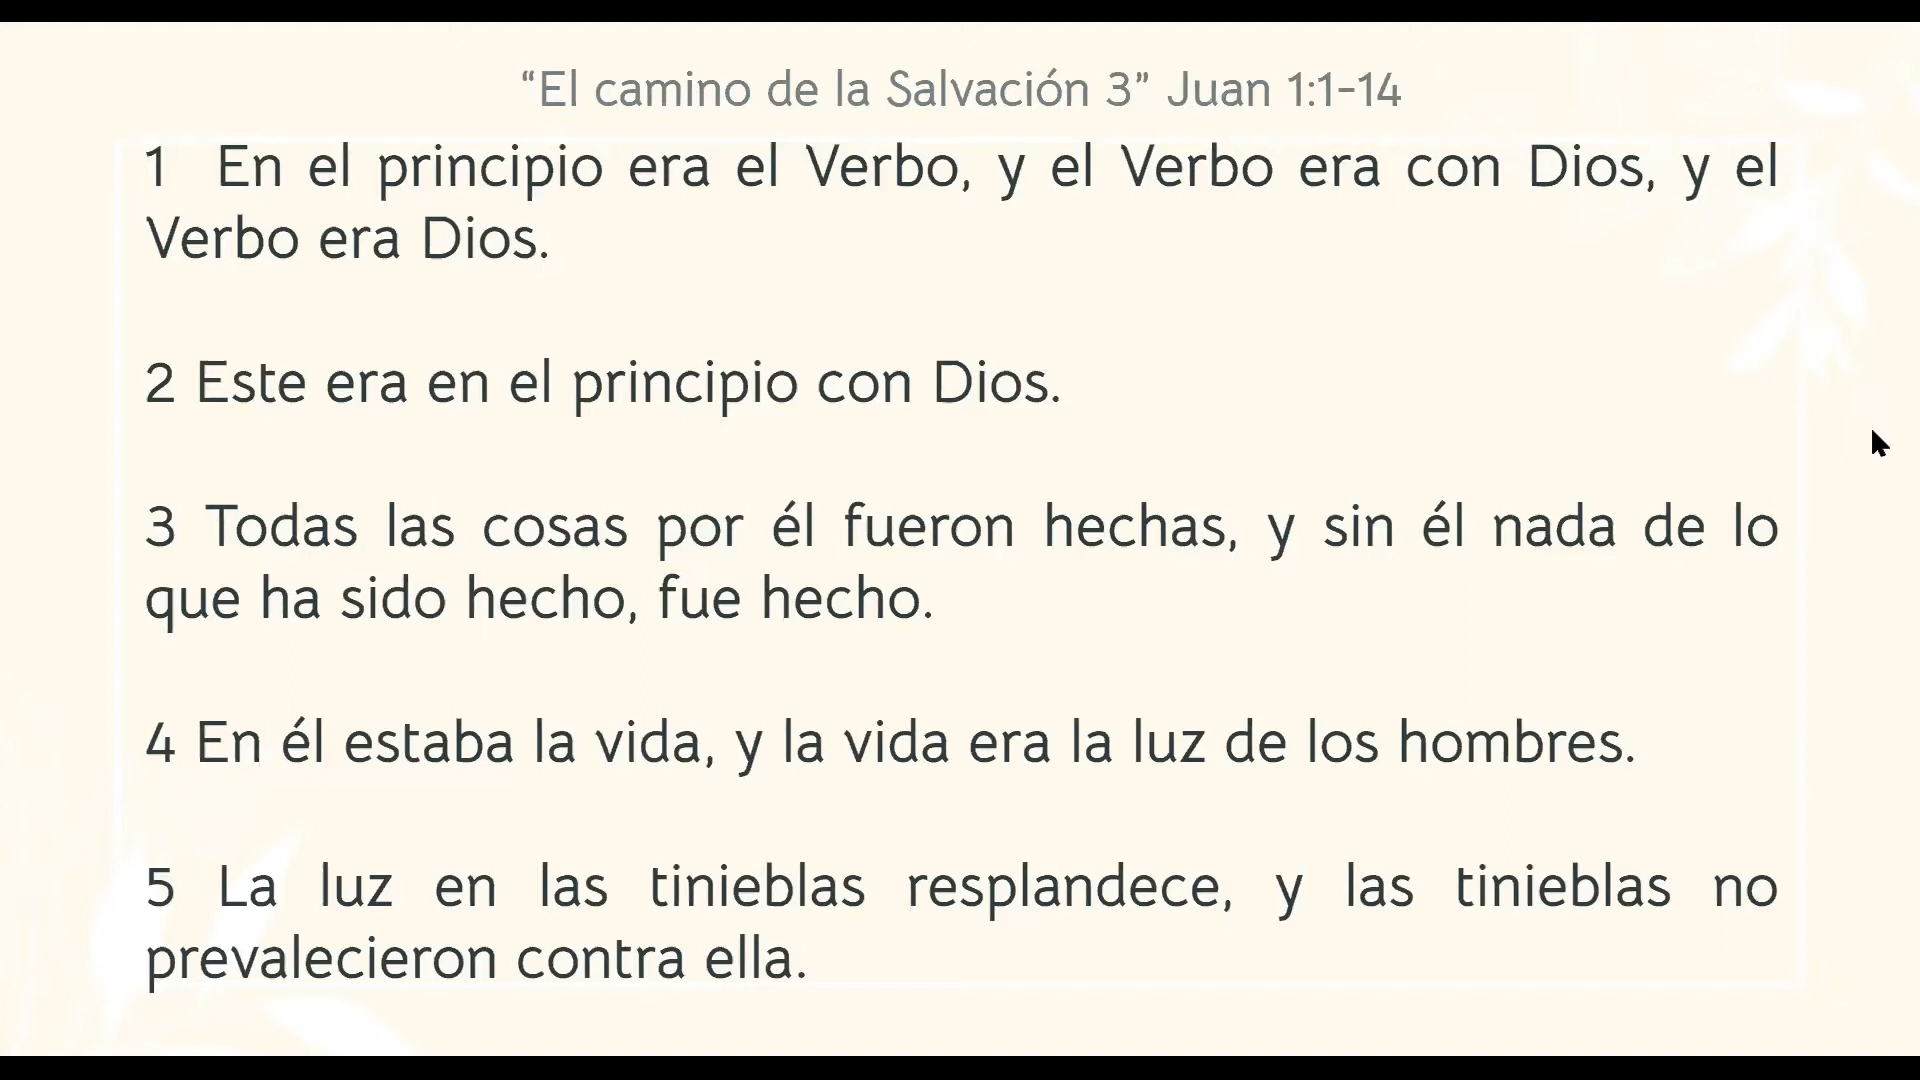 “El camino de la Salvación 3” Juan 1:1-14
1 En el principio era el Verbo, y el Verbo era con Dios, y el
Verbo era Dios.
2 Este era en el principio con Dios.
3 Todas las cosas por él fueron hechas, y sin él nada de lo
que ha sido hecho, fue hecho.
4 En él estaba la vida, y la vida era la luz de los hombres.
5 La luz en las tinieblas resplandece, y las tinieblas no
prevalecieron contra ella.